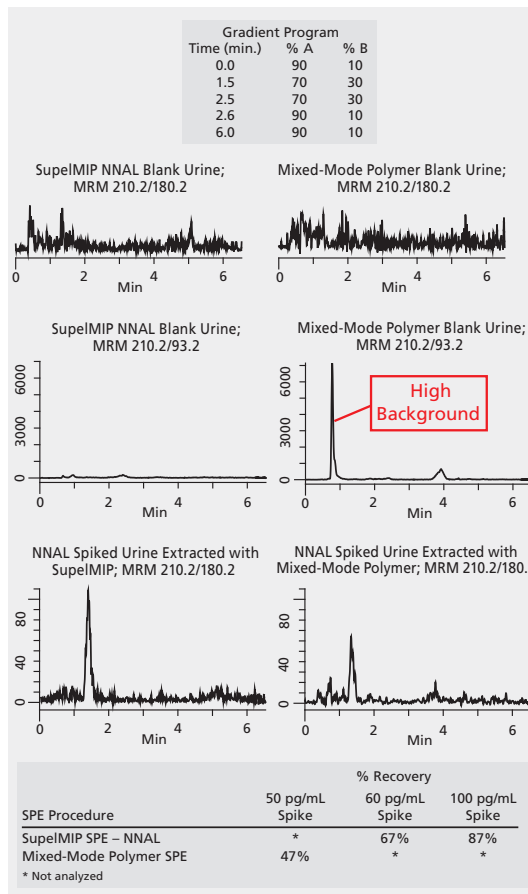 Gradient Program
Time (min.) % A % B
0.0 90 10
1.5 70 30
2.5 70 30
2.6 90 10
6.0 90 10
SupelMIP NNAL Blank Urine;
MRM 210.2/180.2
0 2 4 6
Min
Mixed-Mode Polymer Blank Urine;
MRM 210.2/180.2
0 2 4 6
Min
SupelMIP NNAL Blank Urine;
MRM 210.2/93.2
6000
3000
0
0 2 4 6
Min
Mixed-Mode Polymer Blank Urine;
MRM 210.2/93.2
High
Background
6000
3000
0
0 2 4 6
Min
NNAL Spiked Urine Extracted with
SupelMIP; MRM 210.2/180.2
80
40
0
0 2 4 6
Min
NNAL Spiked Urine Extracted with
Mixed-Mode Polymer; MRM 210.2/180.
80
40
0
0 2 4 6
Min
% Recovery
50 pg/mL 60 pg/mL 100 pg/mL
SPE Procedure Spike Spike Spike
SupelMIP SPE – NNAL * 67% 87%
Mixed-Mode Polymer SPE 47% * *
* Not analyzed